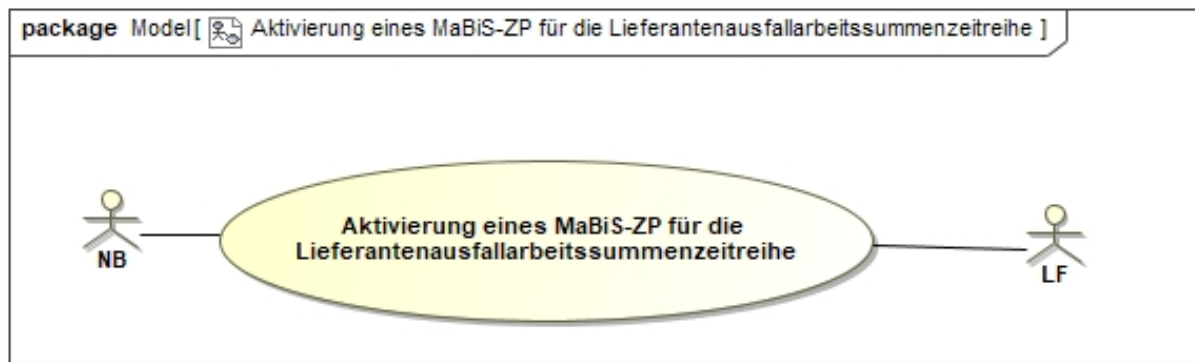 package Model[ Aktivierung eines MaBiS-ZP für die Lieferantenausfallarbeitssummenzeitreihe ]
Aktivierung eines MaBiS-ZP für die
Lieferantenausfallarbeitssummenzeitreihe
NB
LF